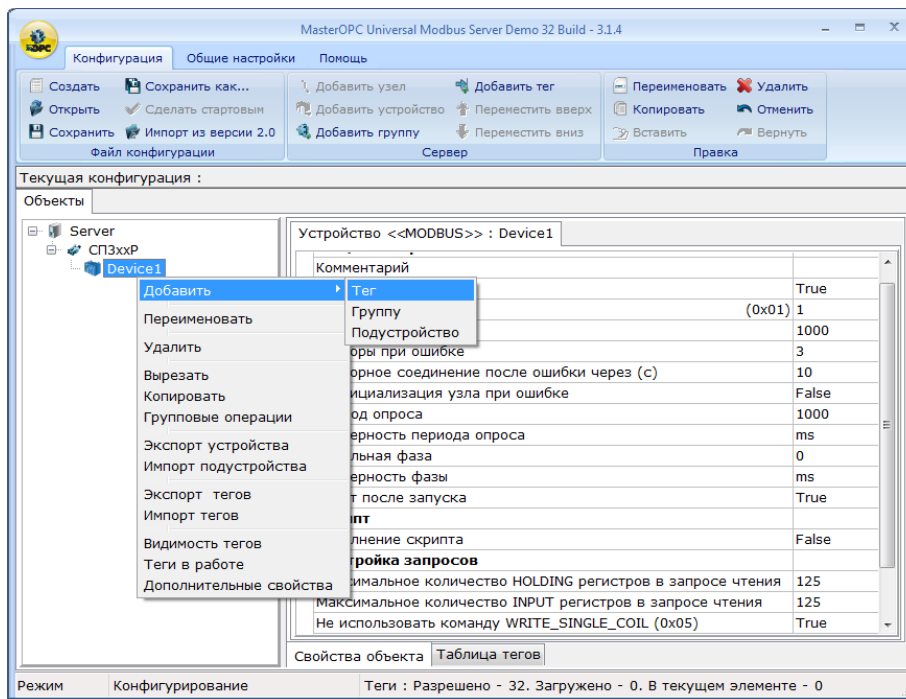 MasterOPC Universal Modbus Server Demo 32 Build - 3.1.4
Конфигурация Общие настройки Помощь
Создать Сохранить как... Добавить узел Добавить тег Переименовать Удалить
Открыть Сделать стартовым Добавить устройство Переместить вверх Копировать Отменить
Сохранить Импорт из версии 2.0 Добавить группу Переместить вниз Вставить Вернуть
Файл конфигурации Сервер Правка
Текущая конфигурация :
Объекты
Server
СП3xxР
Device1
Устройство <<MODBUS>> : Device1
Комментарий
Добавить
Переименовать
Удалить
Вырезать
Копировать
Групповые операции
Экспорт устройства
Импорт подустройства
Экспорт тегов
Импорт тегов
Видимость тегов
Теги в работе
Дополнительные свойства
Тег
Группу
Подустройство
True
(0x01) 1
1000
оры при ошибке 3
орное соединение после ошибки через (с) 10
ициализация узла при ошибке False
од опроса 1000
ерность периода опроса ms
льная фаза 0
ерность фазы ms
т после запуска True
ипт
лнение скрипта False
тройка запросов
симальное количество HOLDING регистров в запросе чтения 125
Максимальное количество INPUT регистров в запросе чтения 125
Не использовать команду WRITE_SINGLE_COIL (0x05) True
Свойства объекта Таблица тегов
Режим Конфигурирование Теги : Разрешено - 32. Загружено - 0. В текущем элементе - 0